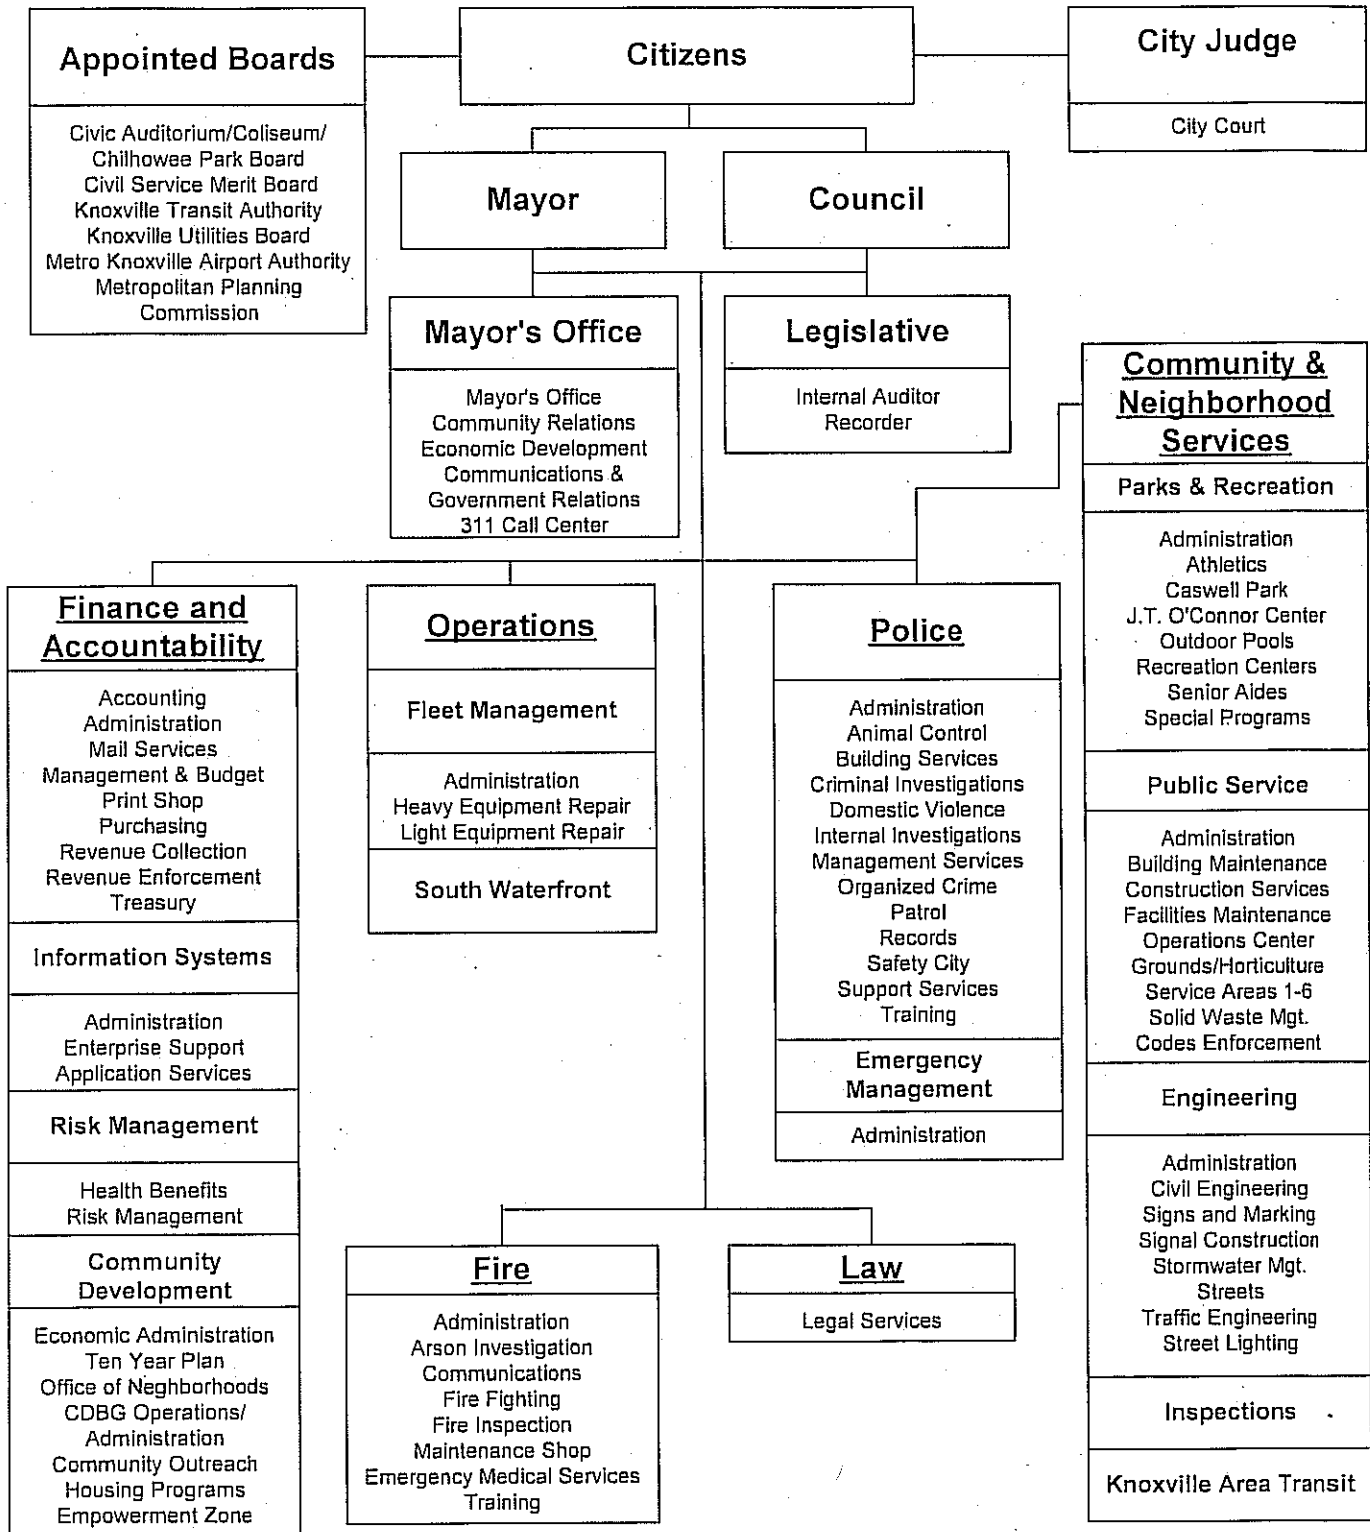 Appointed Boards
Civic Auditorium/Coliseum/
Chilhowee Park Board
Civil Service Merit Board
Knoxville Transit Authority
Knoxville Utilities Board
Metro Knoxville Airport Authority
Metropolitan Planning
Commission
Citizens
City Judge
City Court
Mayor
Council
Mayor's Office
Mayor's Office
Community Relations
Economic Development
Communications &
Government Relations
311 Call Center
Legislative
Internal Auditor
Recorder
Community &
Neighborhood
Services
Parks & Recreation
Administration
Athletics
Caswell Park
J.T. O'Connor Center
Outdoor Pools
Recreation Centers
Senior Aides
Special Programs
Public Service
Administration
Building Maintenance
Construction Services
Facilities Maintenance
Operations Center
Grounds/Horticulture
Service Areas 1-6
Solid Waste Mgt.
Codes Enforcement
Engineering
Administration
Civil Engineering
Signs and Marking
Signal Construction
Stormwater Mgt.
Streets
Traffic Engineering
Street Lighting
Inspections
Knoxville Area Transit
Finance and
Accountability
Accounting
Administration
Mail Services
Management & Budget
Print Shop
Purchasing
Revenue Collection
Revenue Enforcement
Treasury
Information Systems
Administration
Enterprise Support
Application Services
Risk Management
Health Benefits
Risk Management
Community
Development
Economic Administration
Ten Year Plan
Office of Neghborhoods
CDBG Operations/
Administration
Community Outreach
Housing Programs
Empowerment Zone
Operations
Fleet Management
Administration
Heavy Equipment Repair
Light Equipment Repair
South Waterfront
Police
Administration
Animal Control
Building Services
Criminal Investigations
Domestic Violence
Internal Investigations
Management Services
Organized Crime
Patrol
Records
Safety City
Support Services
Training
Emergency
Management
Administration
Fire
Administration
Arson Investigation
Communications
Fire Fighting
Fire Inspection
Maintenance Shop
Emergency Medical Services
Training
Law
Legal Services